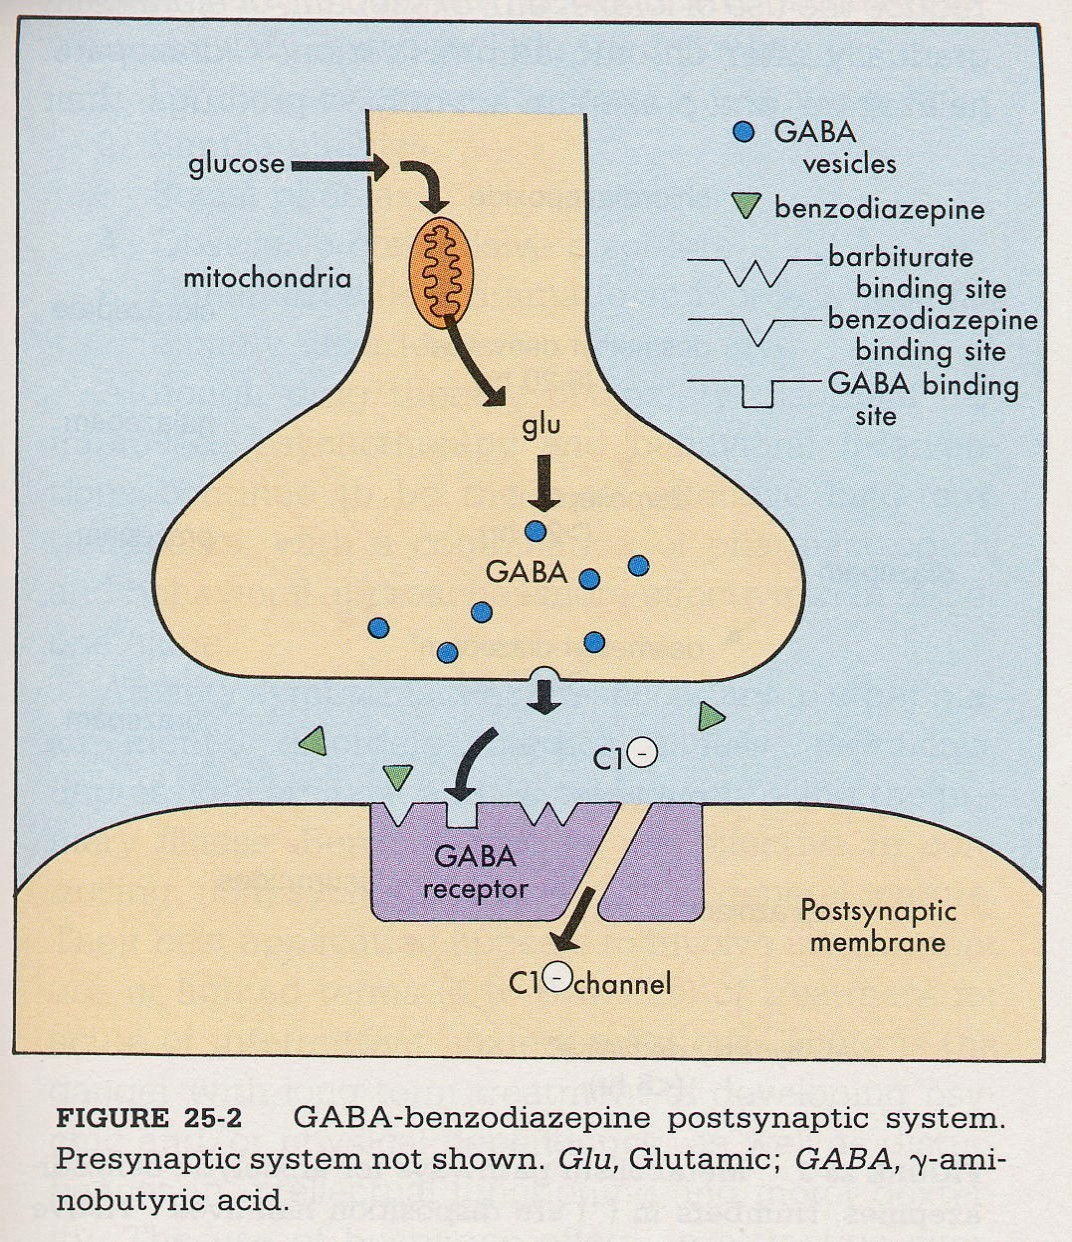 glucose
mitochondria
glu
GABA
GABA
vesicles
benzodiazepine
barbiturate
binding site
benzodiazepine
binding site
GABA binding
site
C1 -
GABA
receptor
C1 - channel
Postsynaptic
membrane
FIGURE 25-2 GABA-benzodiazepine postsynaptic system.
Presynaptic system not shown. Glu, Glutamic; GABA, γ-ami-
nobutyric acid.